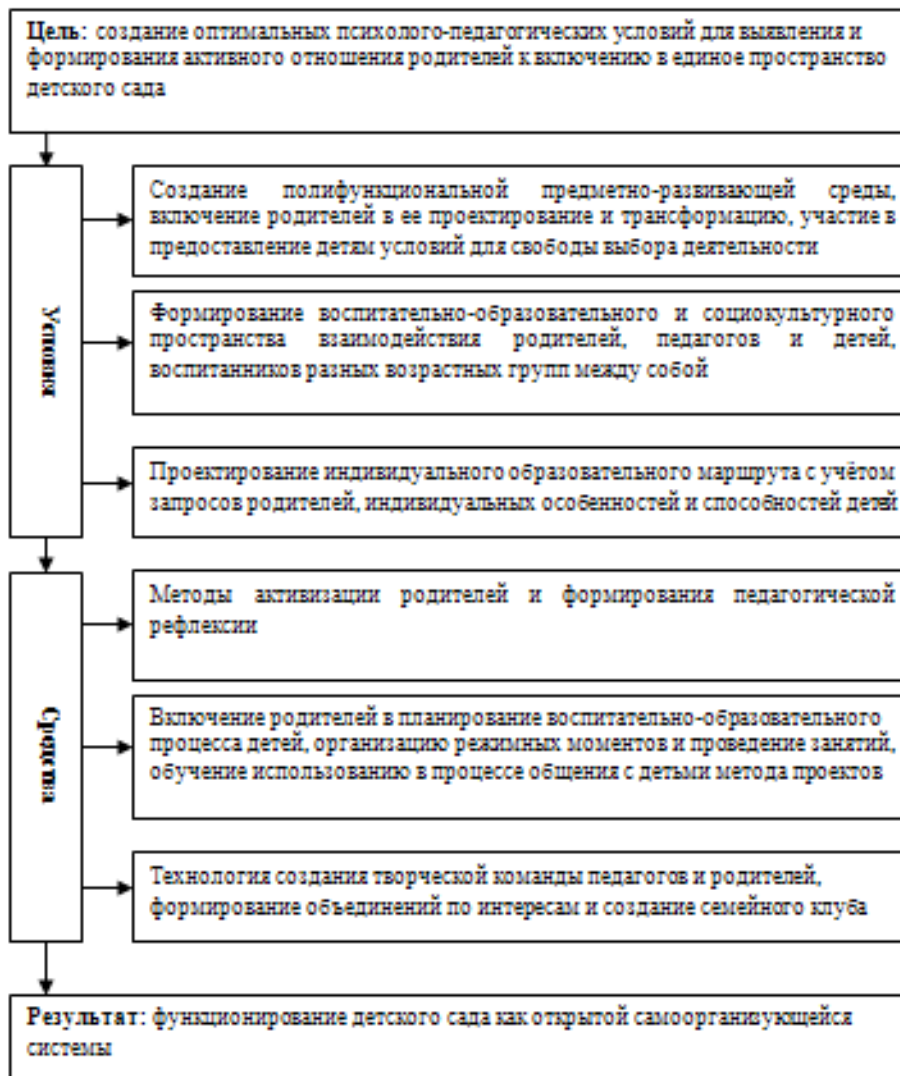 Цель: создание оптимальных психолого-педагогических условий для выявления и
формирования активного отношения родителей к включению в единое пространство
детского сада
Условия
Создание полифункциональной предметно-развивающей среды,
включение родителей в ее проектирование и трансформацию, участие в
предоставление детям условий для свободы выбора деятельности
Формирование воспитательно-образовательного и социокультурного
пространства взаимодействия родителей, педагогов и детей,
воспитанников разных возрастных групп между собой
Проектирование индивидуального образовательного маршрута с учётом
запросов родителей, индивидуальных особенностей и способностей детей
Средства
Методы активизации родителей и формирования педагогической
рефлексии
Включение родителей в планирование воспитательно-образовательного
процесса детей, организацию режимных моментов и проведение занятий,
обучение использованию в процессе общения с детьми метода проектов
Технология создания творческой команды педагогов и родителей,
формирование объединений по интересам и создание семейного клуба
Результат: функционирование детского сада как открытой самоорганизующейся
системы